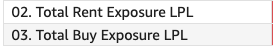 02. Total Rent Exposure LPL
03. Total Buy Exposure LPL